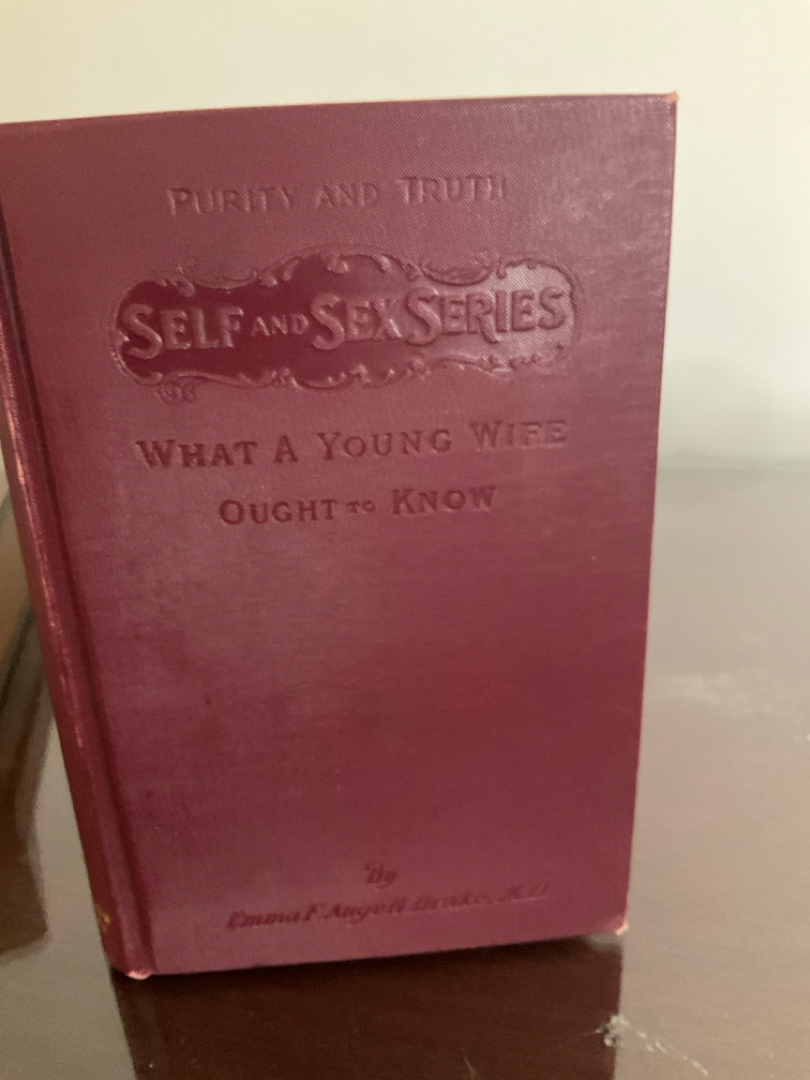 PURITY AND TRUTH
SELF AND SEX SERIES
WHAT A YOUNG WIFE
OUGHT TO KNOW
By
Emma F. Angell Drake, M.D.